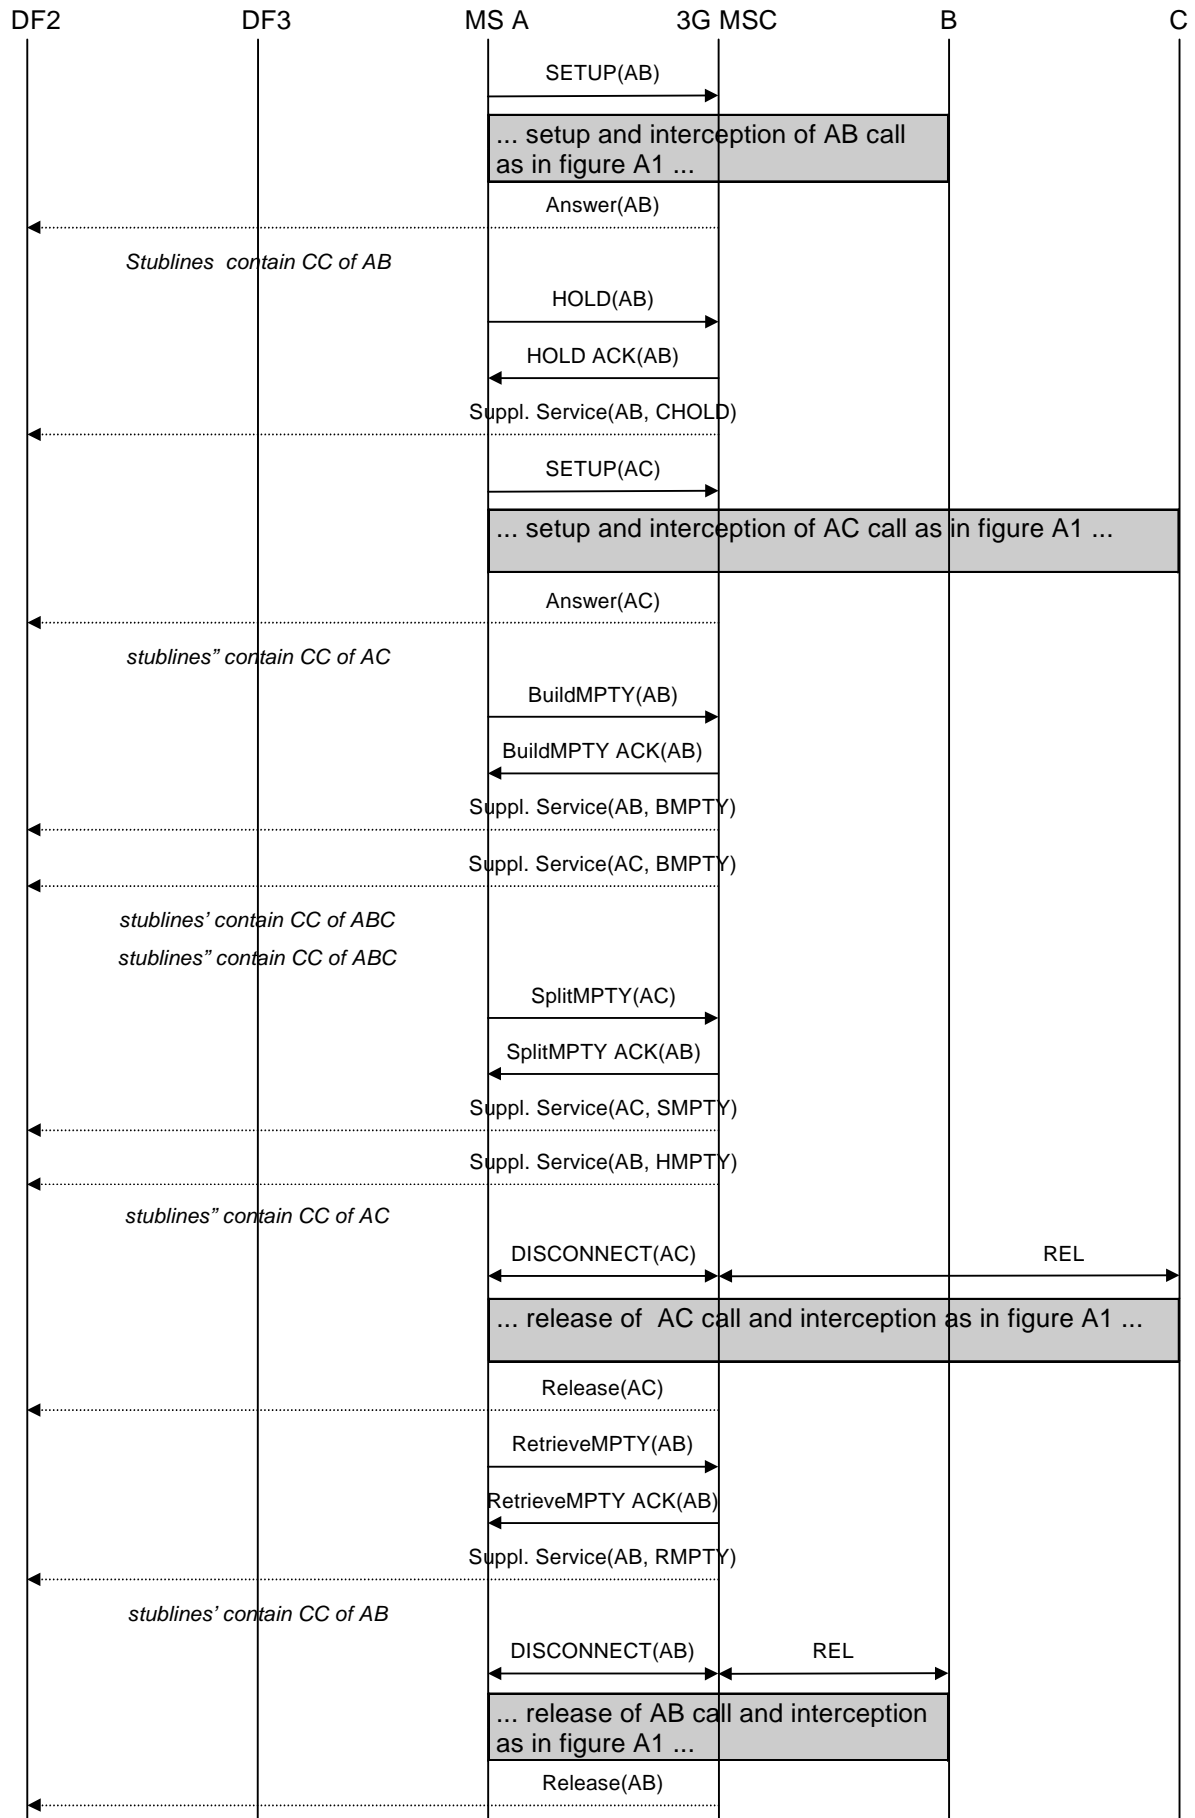 DF2 DF3 MS A 3G MSC B C
SETUP(AB)
... setup and interception of AB call
as in figure A1 ...
Answer(AB)
Stublines contain CC of AB
HOLD(AB)
HOLD ACK(AB)
Suppl. Service(AB, CHOLD)
SETUP(AC)
... setup and interception of AC call as in figure A1 ...
Answer(AC)
stublines” contain CC of AC
BuildMPTY(AB)
BuildMPTY ACK(AB)
Suppl. Service(AB, BMPTY)
Suppl. Service(AC, BMPTY)
stublines’ contain CC of ABC
stublines” contain CC of ABC
SplitMPTY(AC)
SplitMPTY ACK(AB)
Suppl. Service(AC, SMPTY)
Suppl. Service(AB, HMPTY)
stublines” contain CC of AC
DISCONNECT(AC) REL
... release of AC call and interception as in figure A1 ...
Release(AC)
RetrieveMPTY(AB)
RetrieveMPTY ACK(AB)
Suppl. Service(AB, RMPTY)
stublines’ contain CC of AB
DISCONNECT(AB) REL
... release of AB call and interception
as in figure A1 ...
Release(AB)